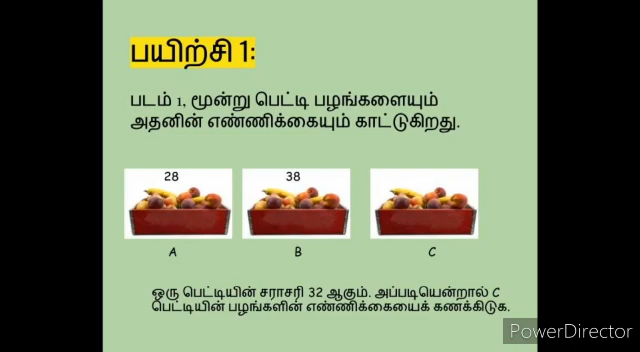 பயிற்சி 1:
படம் 1, மூன்று பெட்டி பழங்களையும்
அதனின் எண்ணிக்கையும் காட்டுகிறது.
28 38
A B C
ஒரு பெட்டியின் சராசரி 32 ஆகும். அப்படியென்றால் C
பெட்டியின் பழங்களின் எண்ணிக்கையைக் கணக்கிடுக.
PowerDirector